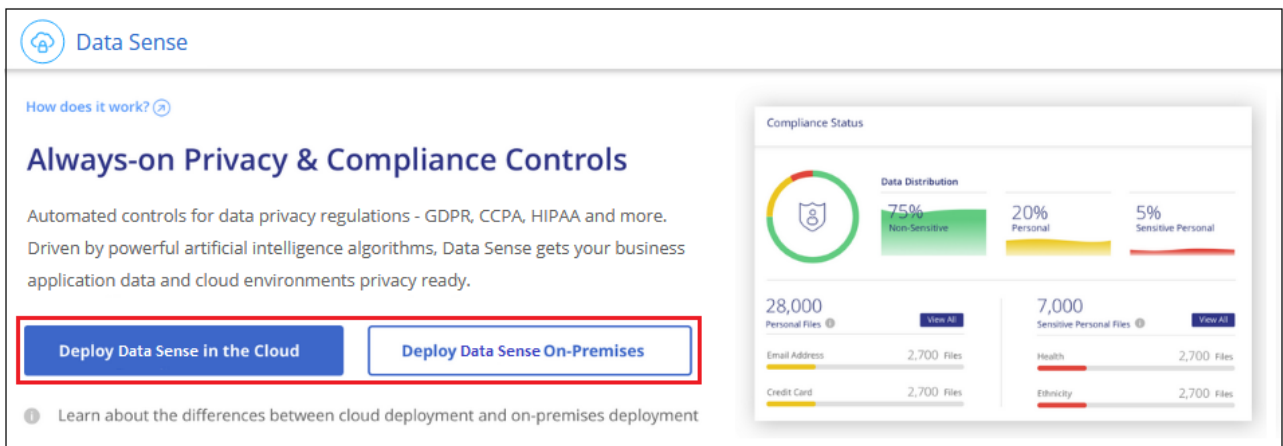 Data Sense
How does it work?
Always-on Privacy & Compliance Controls
Automated controls for data privacy regulations - GDPR, CCPA, HIPAA and more.
Driven by powerful artificial intelligence algorithms, Data Sense gets your business
application data and cloud environments privacy ready.
Deploy Data Sense in the Cloud
Deploy Data Sense On-Premises
Learn about the differences between cloud deployment and on-premises deployment
Compliance Status
Data Distribution
75%
Non-Sensitive
20%
Personal
5%
Sensitive Personal
28,000
Personal Files
View All
Email Address 2,700 Files
Credit Card 2,700 Files
7,000
Sensitive Personal Files
View All
Health 2,700 Files
Ethnicity 2,700 Files